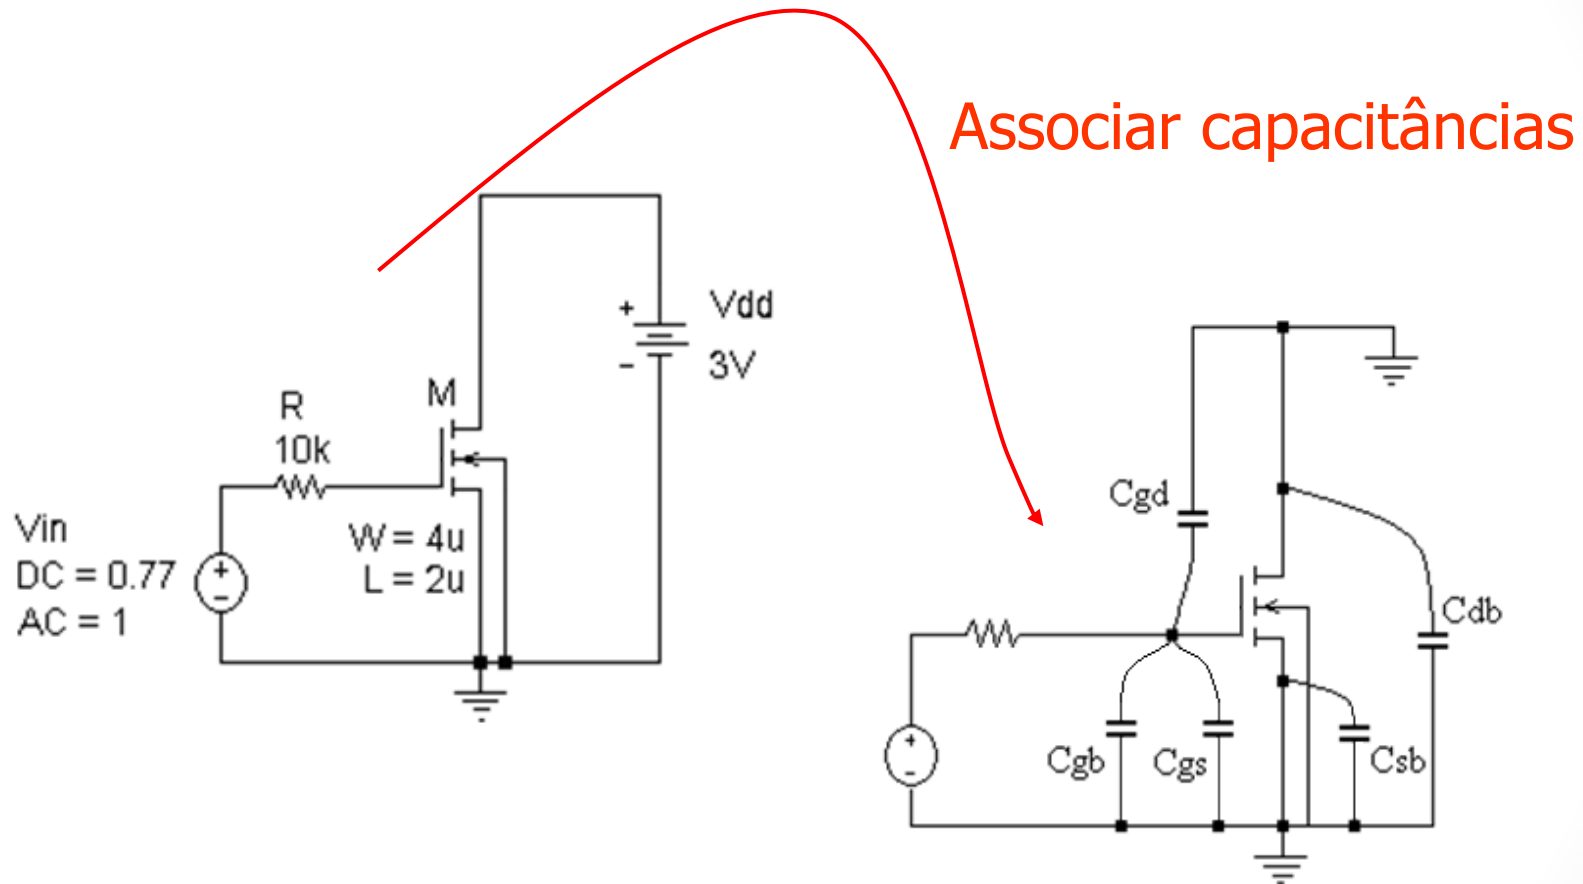 Associar capacitâncias
Vdd
3V
+
-
M
R
10k
W = 4u
L = 2u
Vin
DC = 0.77
AC = 1
+
-
Cgd
Cdb
Cgb
Cgs
Csb
+
-